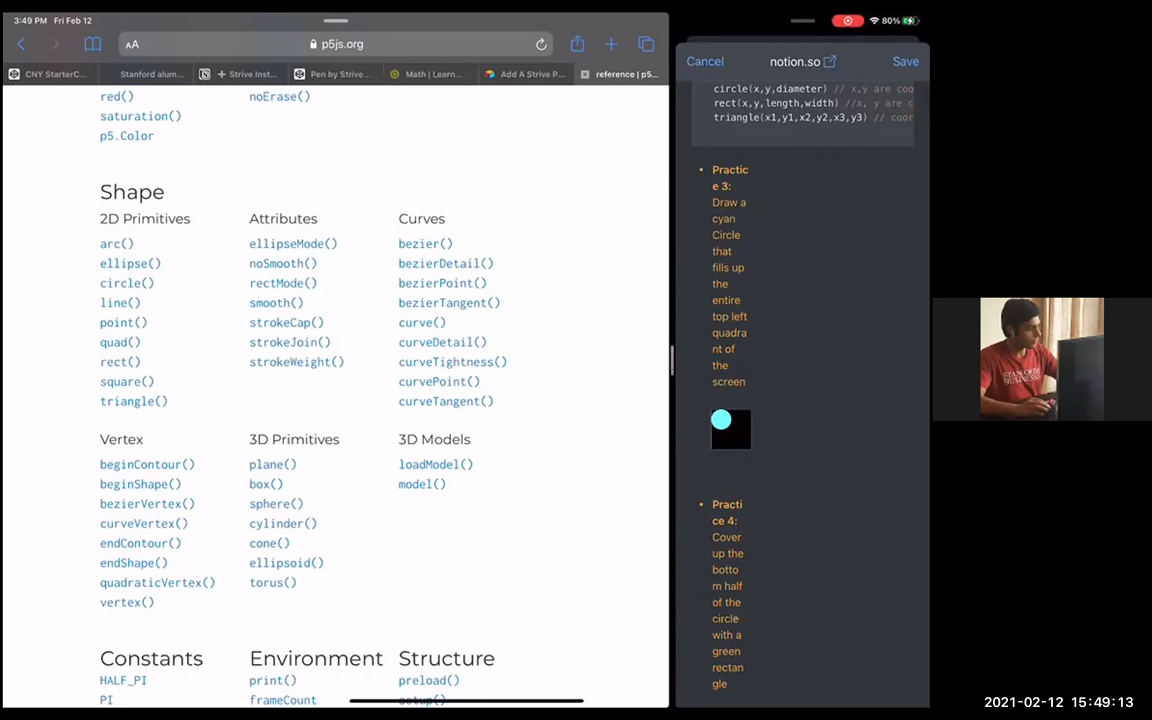 3:49 PM Fri Feb 12
80%
AA
p5js.org
CNY StarterC...
Stanford alum...
Strive Inst...
Pen by Strive...
Math | Learn...
Add A Strive P...
reference | p5...
red()
noErase()
saturation()
p5.Color
Shape
2D Primitives
arc()
ellipse()
circle()
line()
point()
quad()
rect()
square()
triangle()
Attributes
ellipseMode()
noSmooth()
rectMode()
smooth()
strokeCap()
strokeJoin()
strokeWeight()
Curves
bezier()
bezierDetail()
bezierPoint()
bezierTangent()
curve()
curveDetail()
curveTightness()
curvePoint()
curveTangent()
Vertex
beginContour()
beginShape()
bezierVertex()
curveVertex()
endContour()
endShape()
quadraticVertex()
vertex()
3D Primitives
plane()
box()
sphere()
cylinder()
cone()
ellipsoid()
torus()
3D Models
loadModel()
model()
Constants
HALF_PI
PI
Environment
print()
frameCount
Structure
preload()
setup()
Cancel
notion.so
Save
circle(x,y,diameter) // x,y are coo
rect(x,y,length,width) //x, y are c
triangle(x1,y1,x2,y2,x3,y3) // coor
• Practic
e 3:
Draw a
cyan
Circle
that
fills up
the
entire
top left
quadra
nt of
the
screen
• Practi
ce 4:
Cover
up the
botto
m half
of the
circle
with a
green
rectan
gle
STANFORD
BUSINESS
2021-02-12 15:49:13